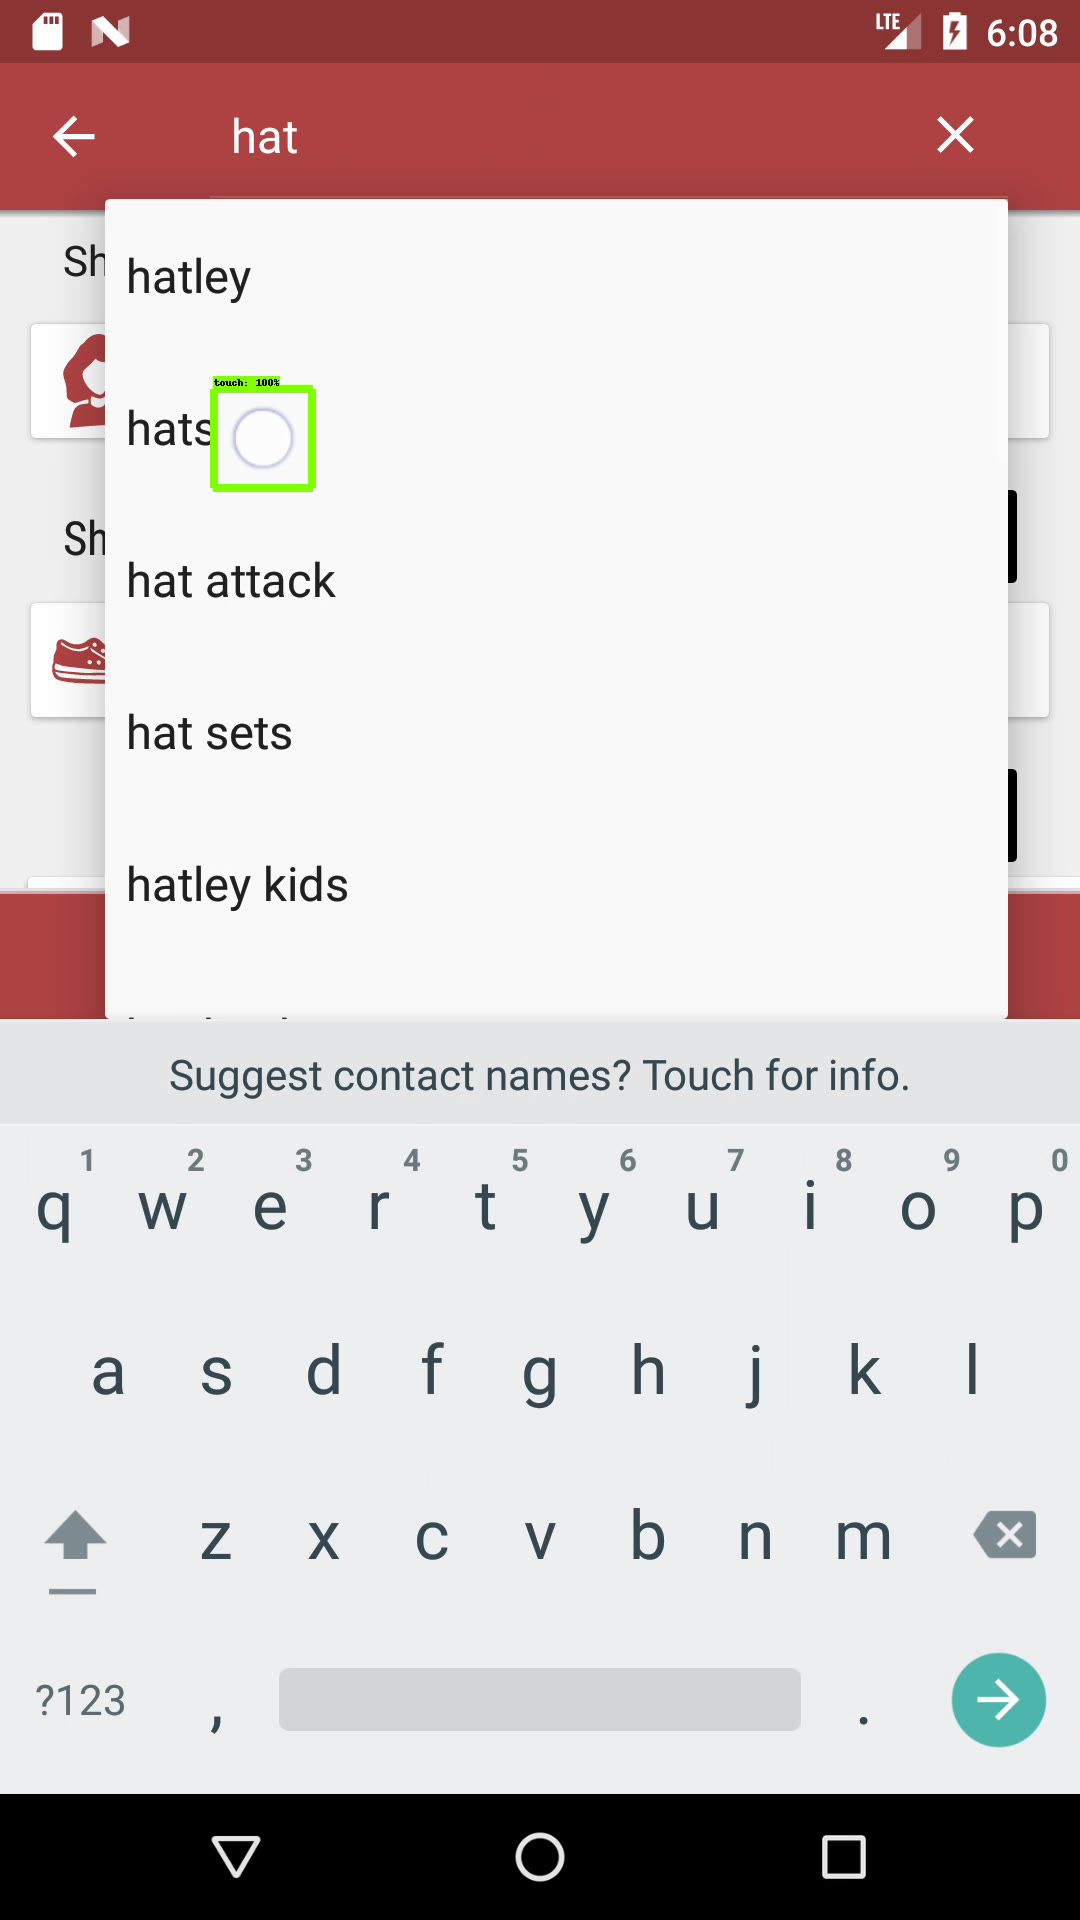 LTE 6:08
hat
Sh
hatley
touch: 100%
hats
Sh
hat attack
hat sets
hatley kids
Suggest contact names? Touch for info.
1 2 3 4 5 6 7 8 9 0
q w e r t y u i o p
a s d f g h j k l
z x c v b n m
?123 , .